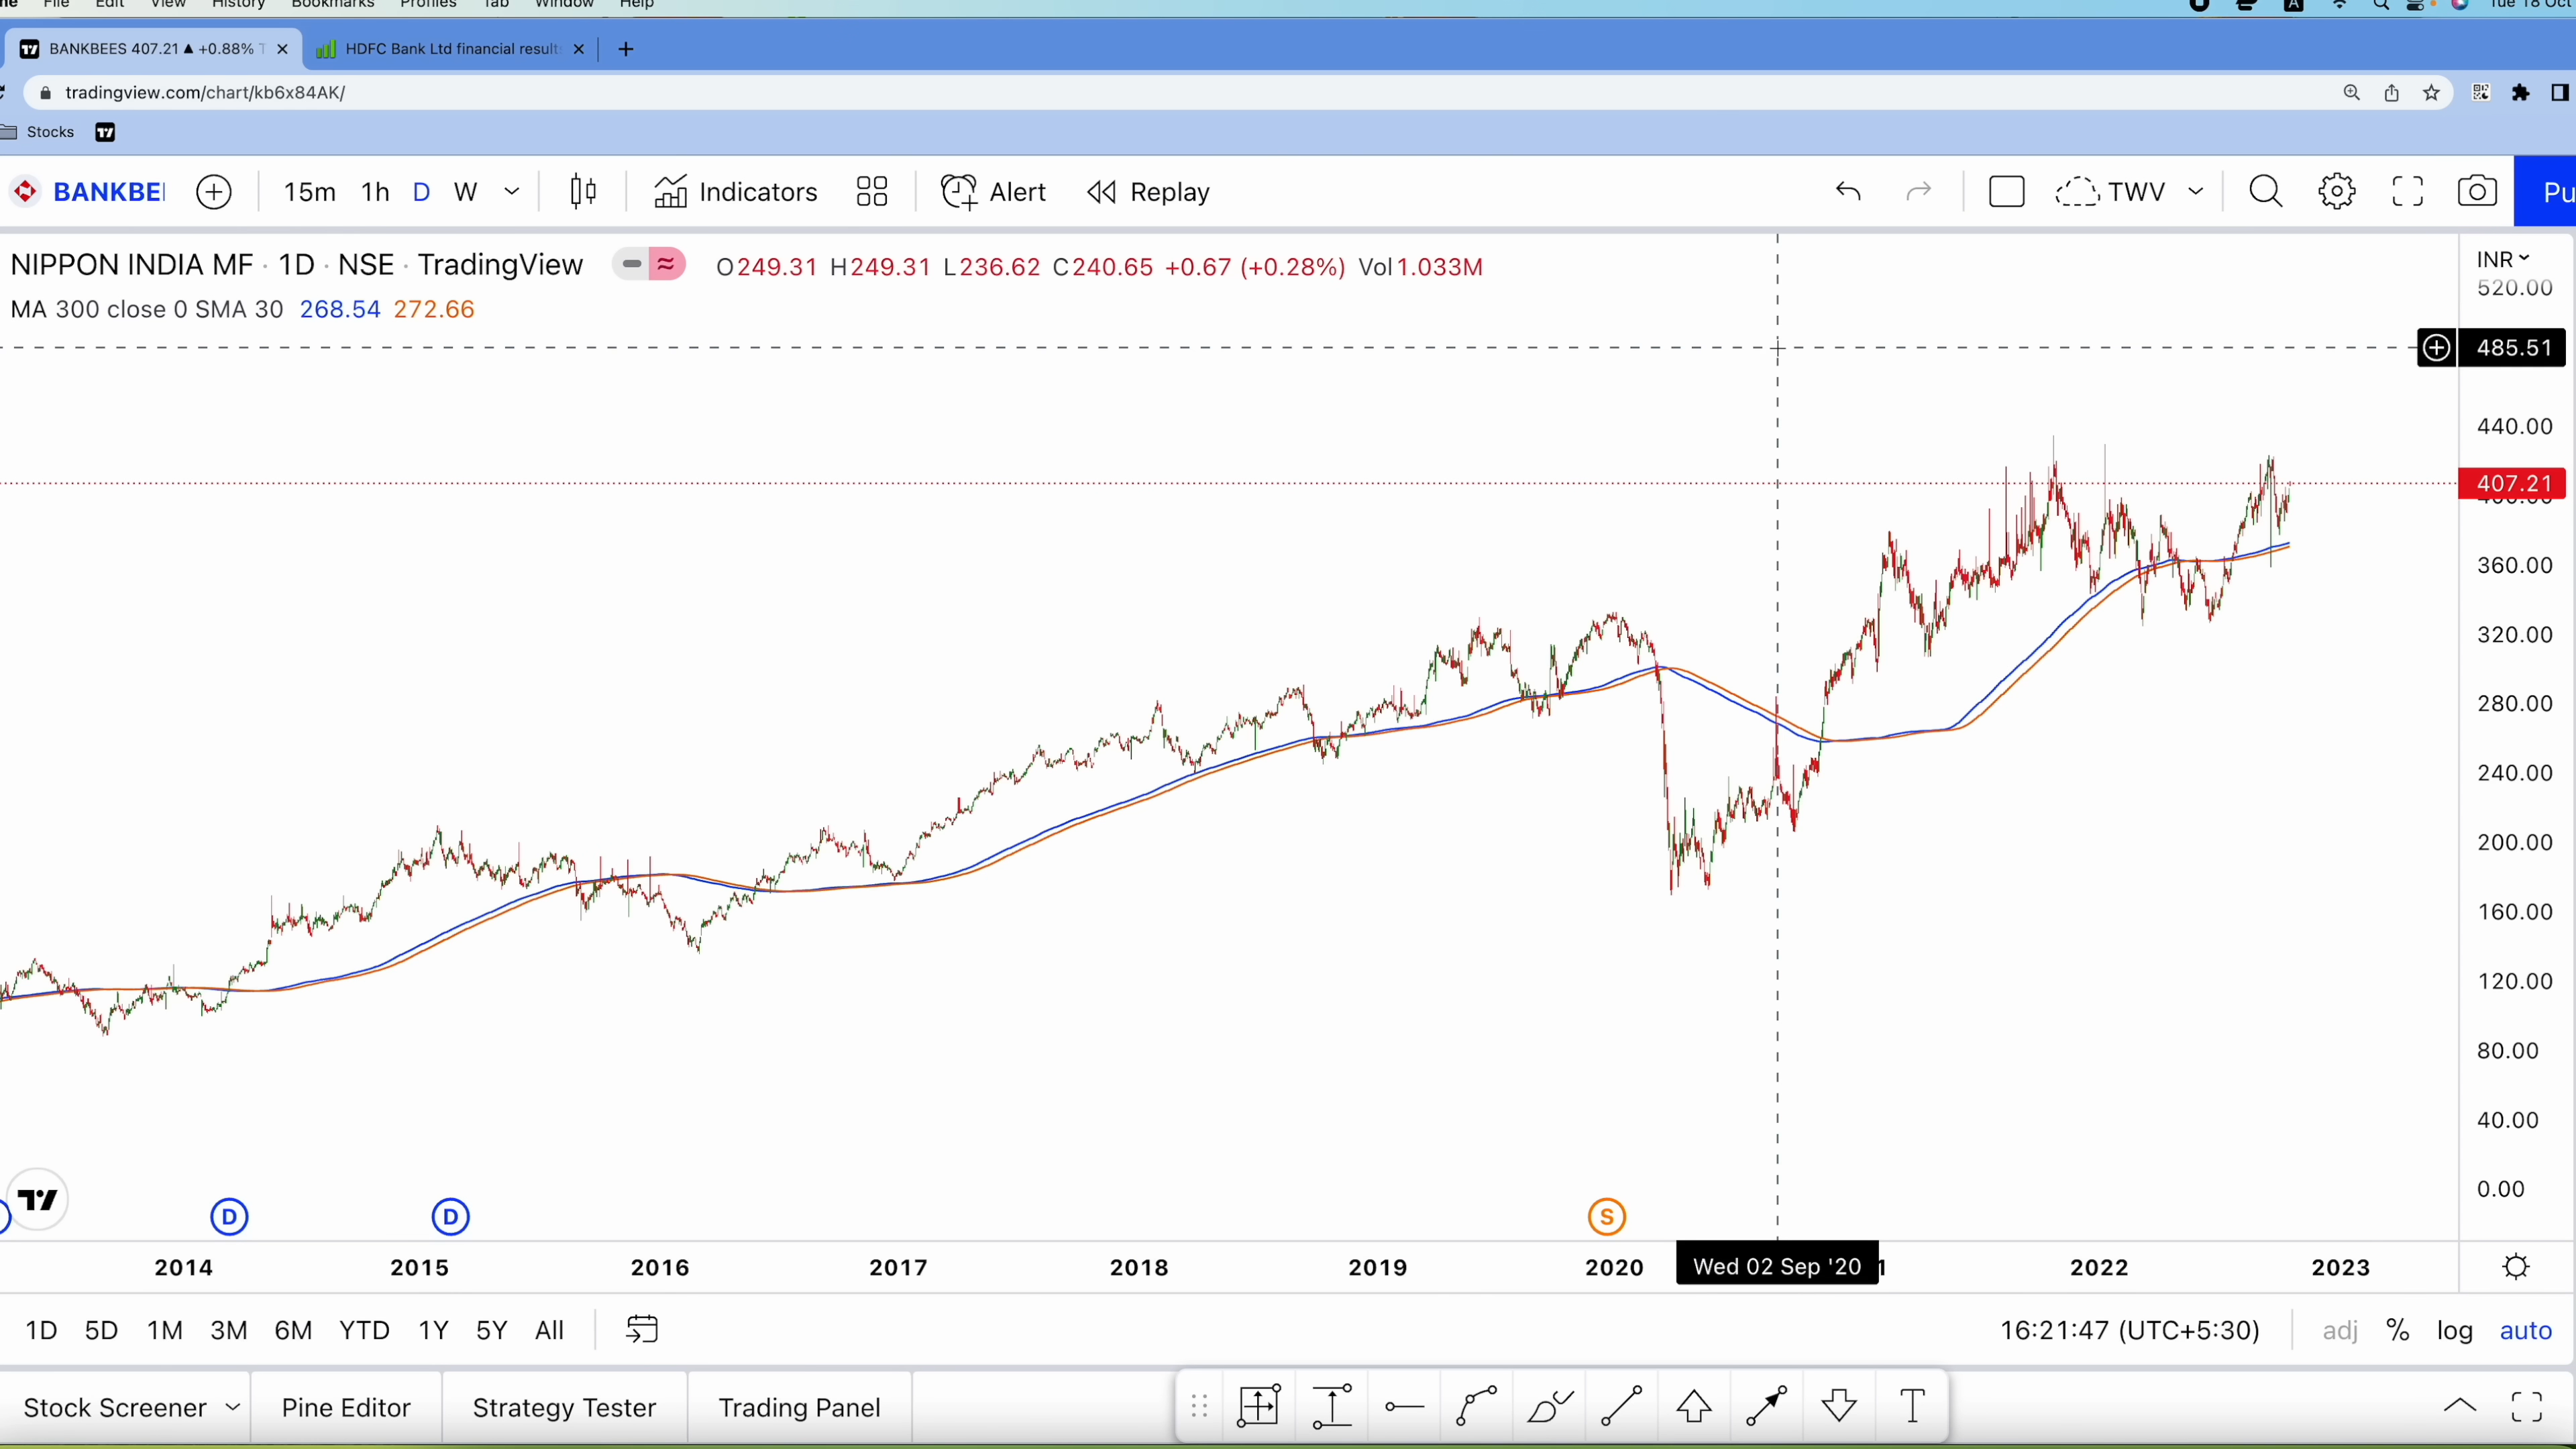 File Edit View History Bookmarks Profiles Tab Window Help Tue 18 Oct
BANKBEES 407.21 ▲ +0.88% HDFC Bank Ltd financial result
tradingview.com/chart/kb6x84AK/
Stocks
BANKBE 15m 1h D W Indicators Alert Replay TWV Pu
NIPPON INDIA MF · 1D · NSE · TradingView O249.31 H249.31 L236.62 C240.65 +0.67 (+0.28%) Vol1.033M
MA 300 close 0 SMA 30 268.54 272.66
INR
520.00
485.51
440.00
407.21
360.00
320.00
280.00
240.00
200.00
160.00
120.00
80.00
40.00
0.00
D D S
2014 2015 2016 2017 2018 2019 2020 Wed 02 Sep '20 2022 2023
1D 5D 1M 3M 6M YTD 1Y 5Y All 16:21:47 (UTC+5:30) adj % log auto
Stock Screener Pine Editor Strategy Tester Trading Panel T